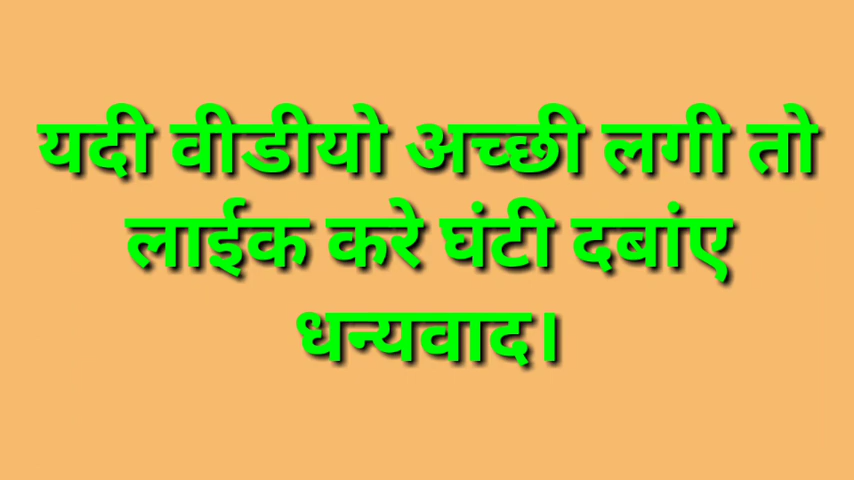 यदी वीडीयो अच्छी लगी तो
लाईक करे घंटी दबांए
धन्यवाद।